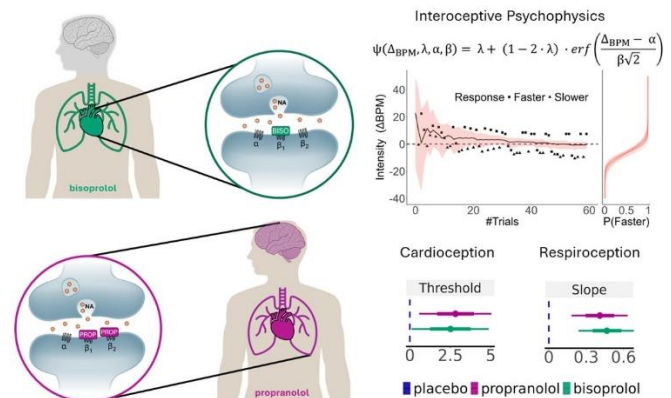 Interoceptive Psychophysics
ψ(Δ_BPM, λ, α, β) = λ + (1 − 2 · λ) · erf((Δ_BPM − α) / (β√2))
NA
BISO
α β₁ β₂
bisoprolol
Response • Faster ▴ Slower
Intensity (ΔBPM)
40
20
0
-20
-40
0 20 40 60
#Trials
0 0.5 1
P(Faster)
NA
PROP PROP
α β₁ β₂
propranolol
Cardioception Respiroception
Threshold Slope
0 2.5 5
0 0.3 0.6
placebo propranolol bisoprolol